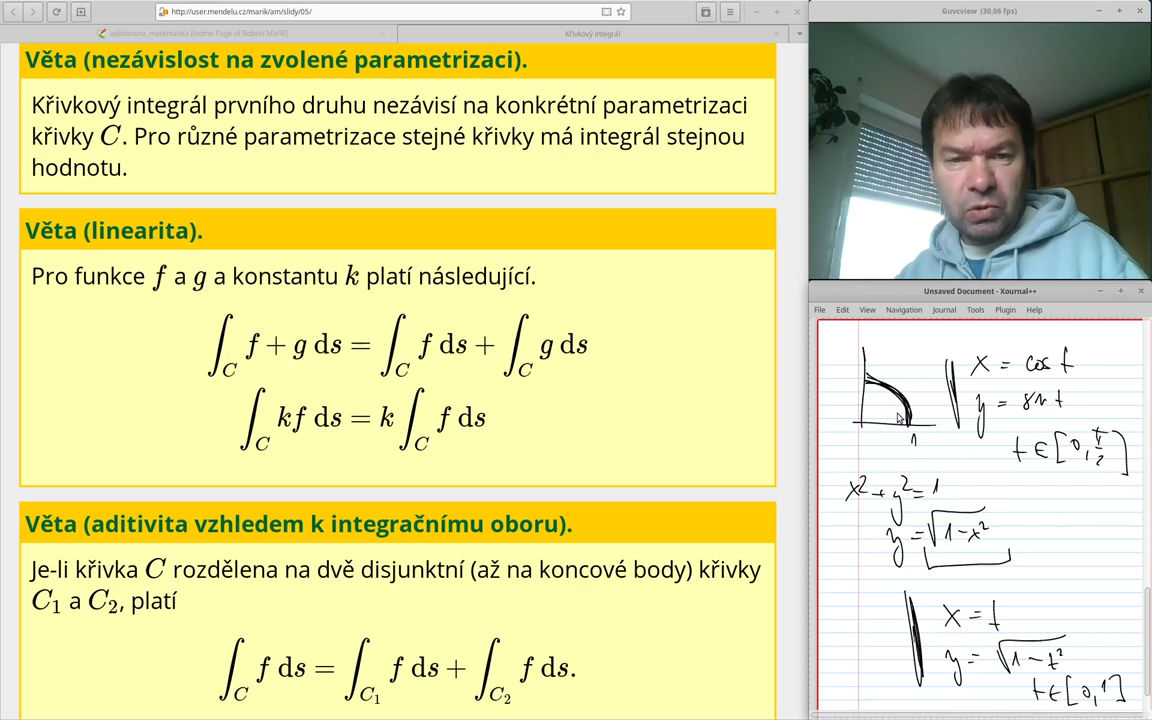 http://user.mendelu.cz/marik/am/slidy/05/
Guvcview (30,06 fps)
aplikovana_matematika [Home Page of Robert Mařík]
Křivkový integrál
Věta (nezávislost na zvolené parametrizaci).
Křivkový integrál prvního druhu nezávisí na konkrétní parametrizaci
křivky C. Pro různé parametrizace stejné křivky má integrál stejnou
hodnotu.
Věta (linearita).
Pro funkce f a g a konstantu k platí následující.
∫_C f + g ds = ∫_C f ds + ∫_C g ds
∫_C kf ds = k ∫_C f ds
Věta (aditivita vzhledem k integračnímu oboru).
Je-li křivka C rozdělena na dvě disjunktní (až na koncové body) křivky
C₁ a C₂, platí
∫_C f ds = ∫_C₁ f ds + ∫_C₂ f ds.
Unsaved Document - Xournal++
File Edit View Navigation Journal Tools Plugin Help
x = cos t
y = sin t
1
t ∈ [0, π/2]
x² + y² = 1
y = √(1-x²)
x = t
y = √(1-t²)
t ∈ [0, 1]